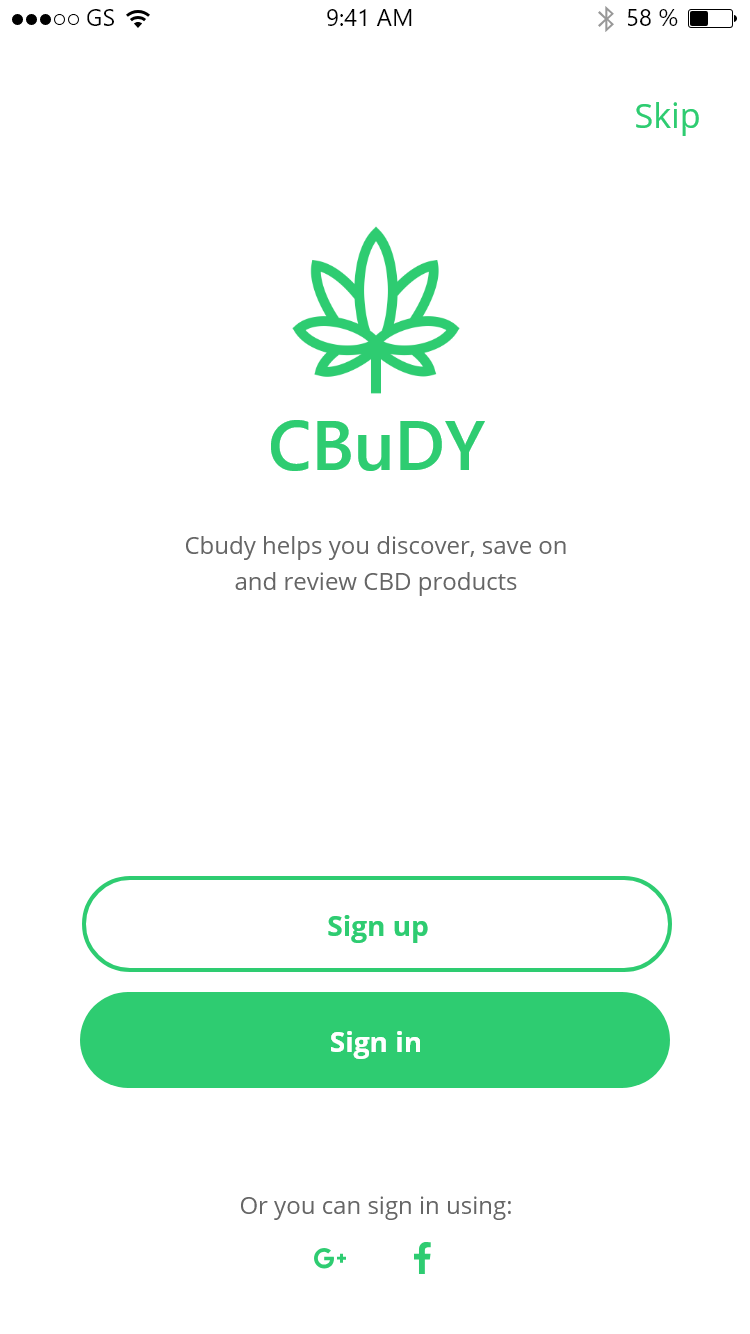 GS 9:41 AM 58 %
Skip
CBuDY
Cbudy helps you discover, save on
and review CBD products
Sign up
Sign in
Or you can sign in using:
G+ f